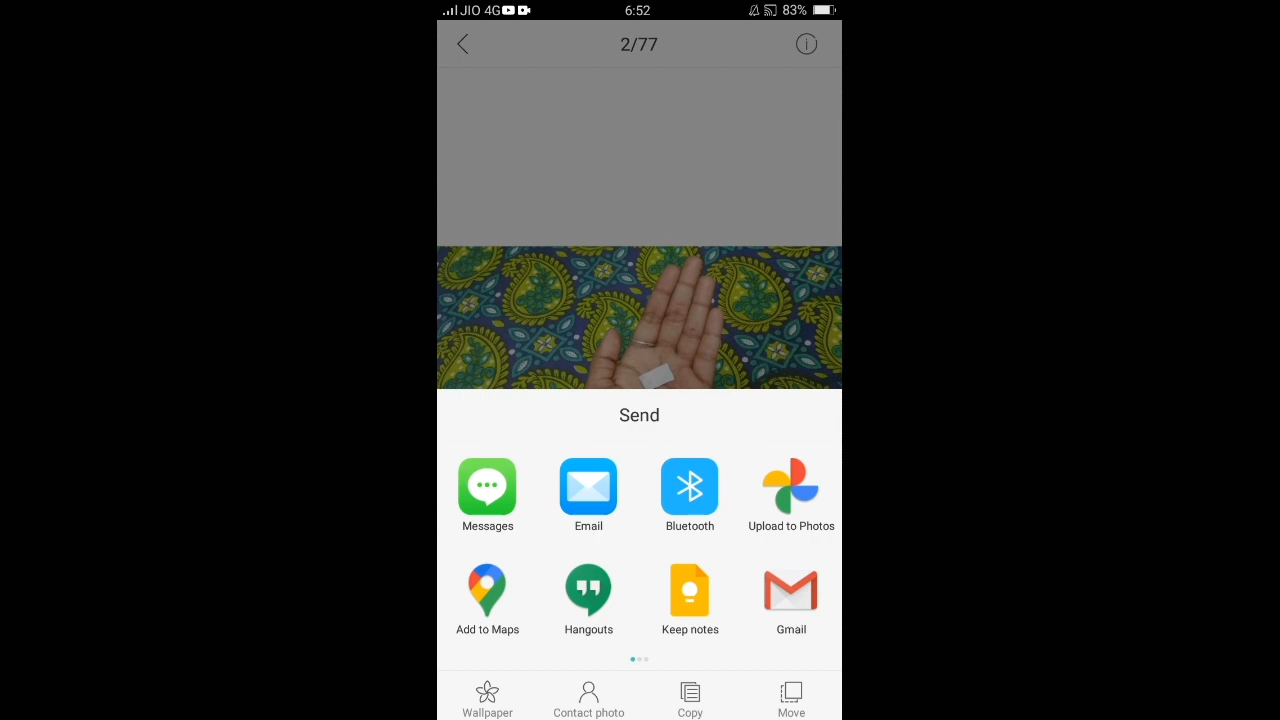 JIO 4G 6:52 83%
2/77
Send
Messages Email Bluetooth Upload to Photos
Add to Maps Hangouts Keep notes Gmail
Wallpaper Contact photo Copy Move